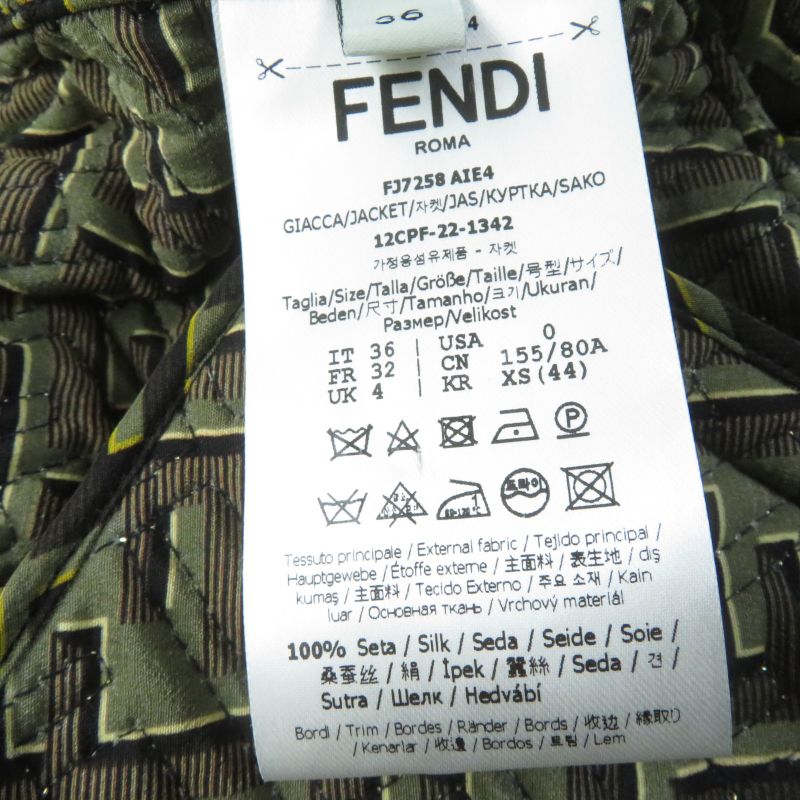 36
4
FENDI
ROMA
FJ7258 AIE4
GIACCA/JACKET/자켓/JAS/КУРТКА/SAKO
12CPF-22-1342
가정용섬유제품 - 자켓
Taglia/Size/Talla/Größe/Taille/号型/サイズ/
Beden/尺寸/Tamanho/크기/Ukuran/
Размер/Velikost
IT 36 USA 0
FR 32 CN 155/80A
UK 4 KR XS(44)
P
드라이
Tessuto principale / External fabric / Tejido principal /
Hauptgewebe / Étoffe externe / 主面料 / 表生地 / dış
kumaş / 主面料 / Tecido Externo / 주요 소재 / Kain
luar / Основная ткань / Vrchový materiál
100% Seta / Silk / Seda / Seide / Soie /
桑蚕丝 / 絹 / İpek / 蠶絲 / Seda / 견 /
Sutra / Шелк / Hedvábí
Bordi / Trim / Bordes / Ränder / Bords / 收边 / 縁取り
/ Kenarlar / 收邊 / Bordos / 트림 / Lem